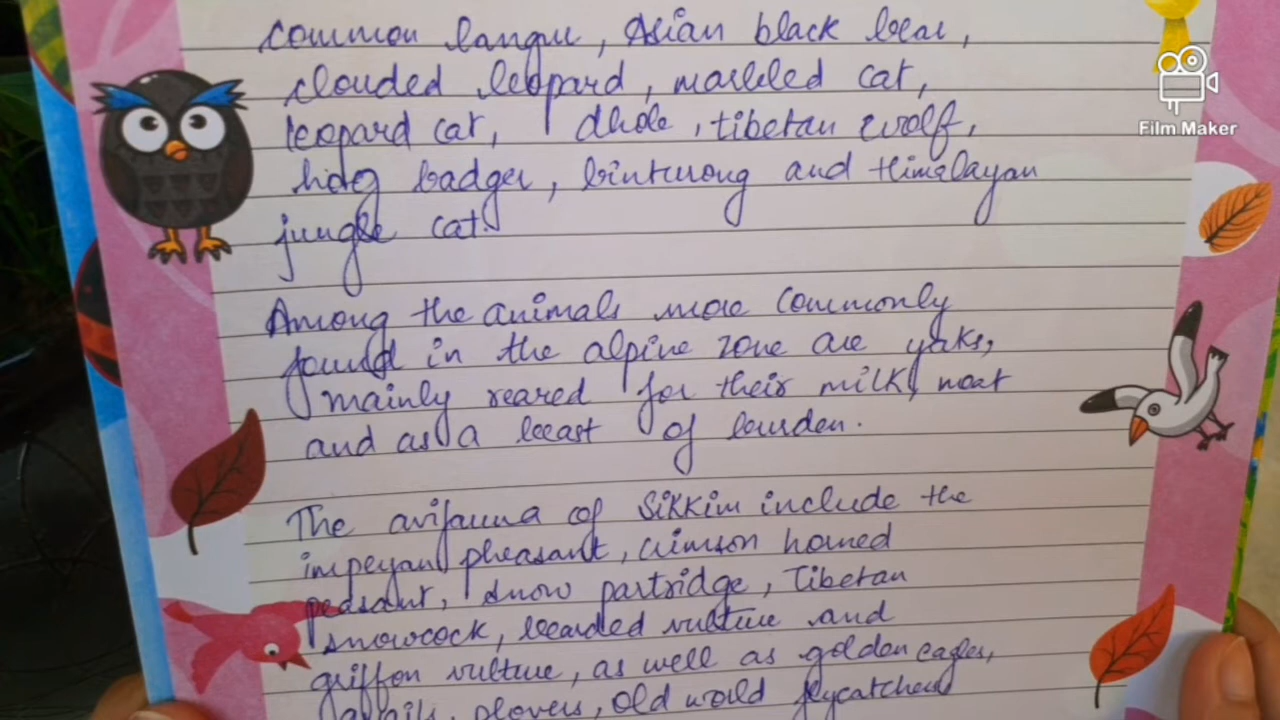 common langur, Asian black bear,
clouded leopard, marbled cat,
leopard cat, dhole, tibetan wolf,
hog badger, binturong and Himalayan
jungle cat.
Film Maker
Among the animals more commonly
found in the alpine zone are yaks,
mainly reared for their milk, meat
and as a beast of burden.
The avifauna of Sikkim include the
impeyan pheasant, crimson horned
peasant, snow partridge, Tibetan
snowcock, bearded vulture and
griffon vulture, as well as golden eagles,
quails, plovers, old world flycatchers